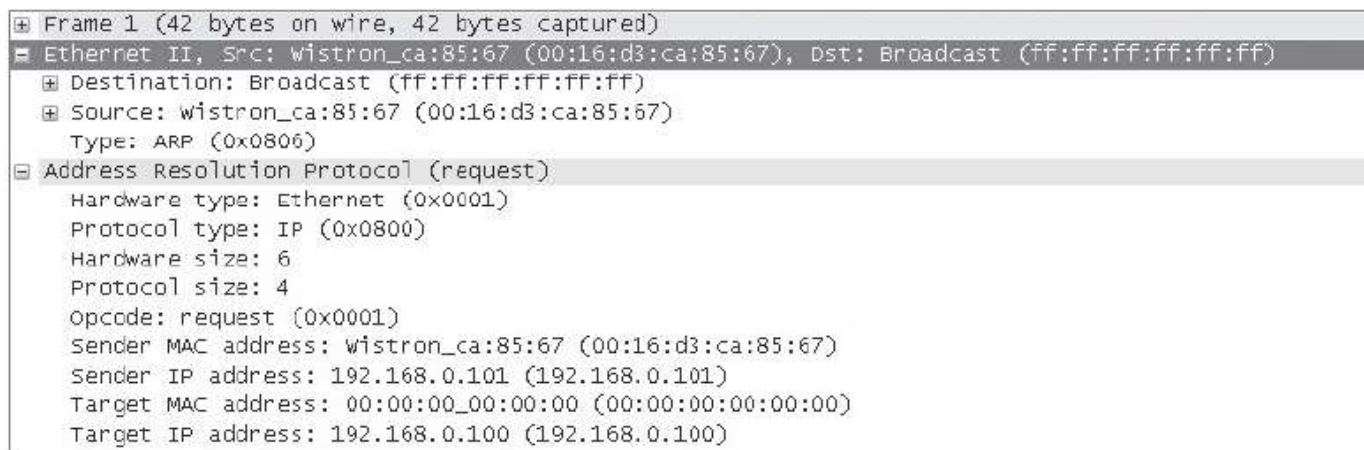 Frame 1 (42 bytes on wire, 42 bytes captured)
Ethernet II, Src: Wistron_ca:85:67 (00:16:d3:ca:85:67), Dst: Broadcast (ff:ff:ff:ff:ff:ff)
Destination: Broadcast (ff:ff:ff:ff:ff:ff)
Source: Wistron_ca:85:67 (00:16:d3:ca:85:67)
Type: ARP (0x0806)
Address Resolution Protocol (request)
Hardware type: Ethernet (0x0001)
Protocol type: IP (0x0800)
Hardware size: 6
Protocol size: 4
Opcode: request (0x0001)
Sender MAC address: Wistron_ca:85:67 (00:16:d3:ca:85:67)
Sender IP address: 192.168.0.101 (192.168.0.101)
Target MAC address: 00:00:00_00:00:00 (00:00:00:00:00:00)
Target IP address: 192.168.0.100 (192.168.0.100)